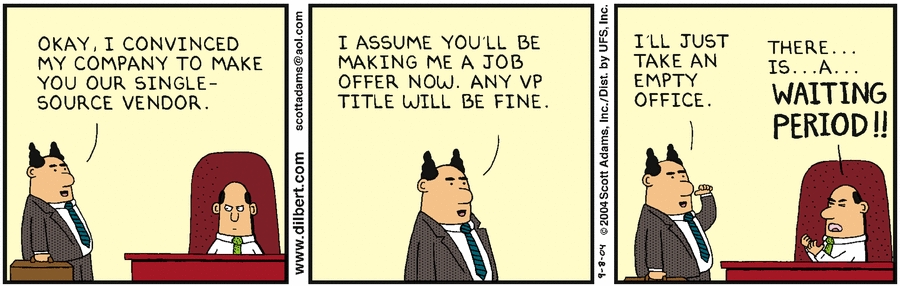 OKAY, I CONVINCED
MY COMPANY TO MAKE
YOU OUR SINGLE-
SOURCE VENDOR.
scottadams@aol.com
www.dilbert.com
I ASSUME YOU'LL BE
MAKING ME A JOB
OFFER NOW. ANY VP
TITLE WILL BE FINE.
9-8-04 © 2004 Scott Adams, Inc./Dist. by UFS, Inc.
I'LL JUST
TAKE AN
EMPTY
OFFICE.
THERE...
IS...A...
WAITING
PERIOD!!